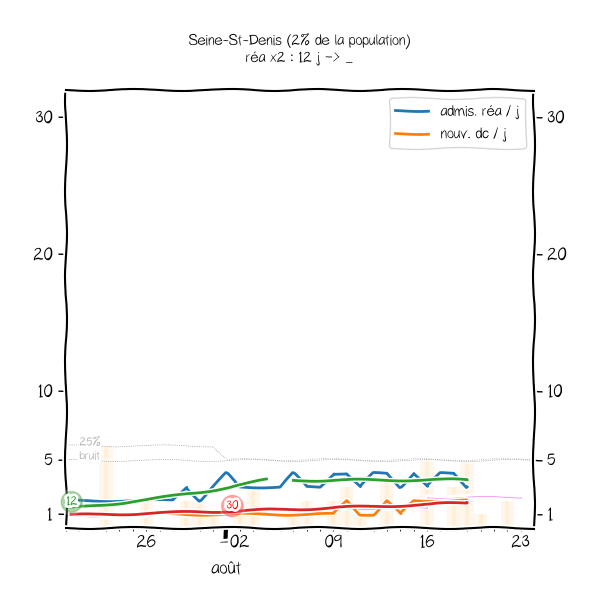 Seine-St-Denis (2% de la population)
réa x2 : 12 j -> _
admis. réa / j
nouv. dc / j
30 30
20 20
10 10
25%
bruit
5 5
12
30
1 1
26 02 09 16 23
août